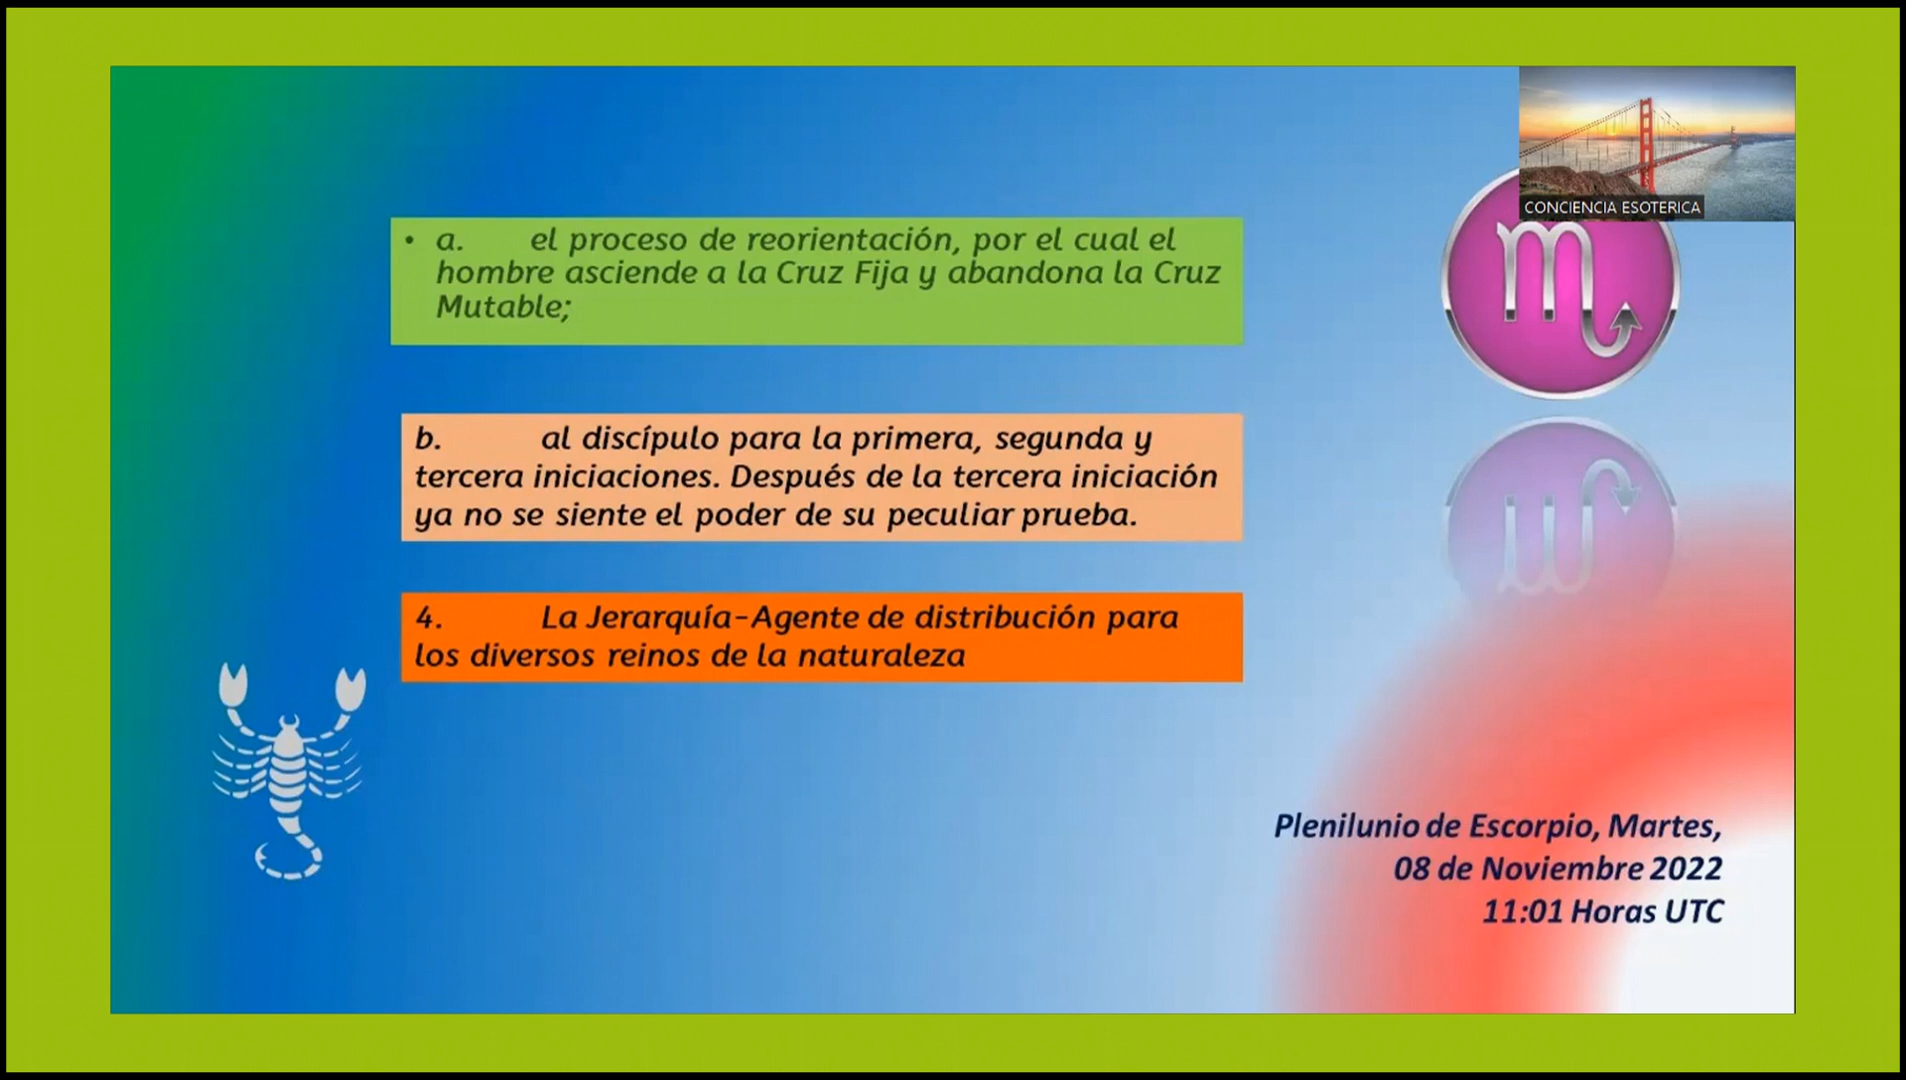 CONCIENCIA ESOTERICA
• a. el proceso de reorientación, por el cual el
hombre asciende a la Cruz Fija y abandona la Cruz
Mutable;
b. al discípulo para la primera, segunda y
tercera iniciaciones. Después de la tercera iniciación
ya no se siente el poder de su peculiar prueba.
4. La Jerarquía-Agente de distribución para
los diversos reinos de la naturaleza
Plenilunio de Escorpio, Martes,
08 de Noviembre 2022
11:01 Horas UTC